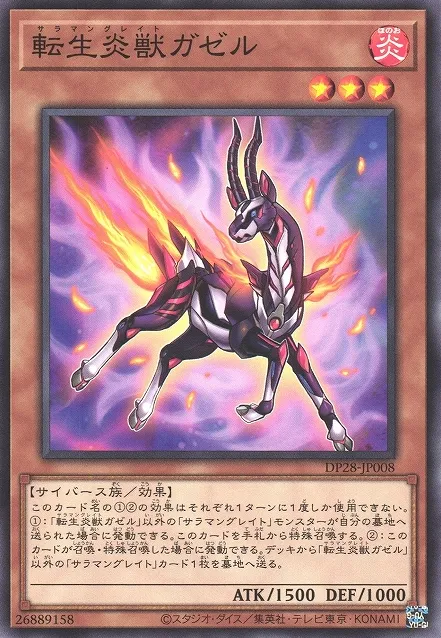 サラマングレイト
転生炎獣ガゼル
ほのお
炎
DP28-JP008
【サイバース族／効果】
このカード名の①②の効果はそれぞれ1ターンに1度しか使用できない。
①：「転生炎獣ガゼル」以外の「サラマングレイト」モンスターが自分の墓地へ
送られた場合に発動できる。このカードを手札から特殊召喚する。②：この
カードが召喚・特殊召喚した場合に発動できる。デッキから「転生炎獣ガゼル」
以外の「サラマングレイト」カード1枚を墓地へ送る。
ATK/1500 DEF/1000
26889158
©スタジオ・ダイス／集英社・テレビ東京・KONAMI